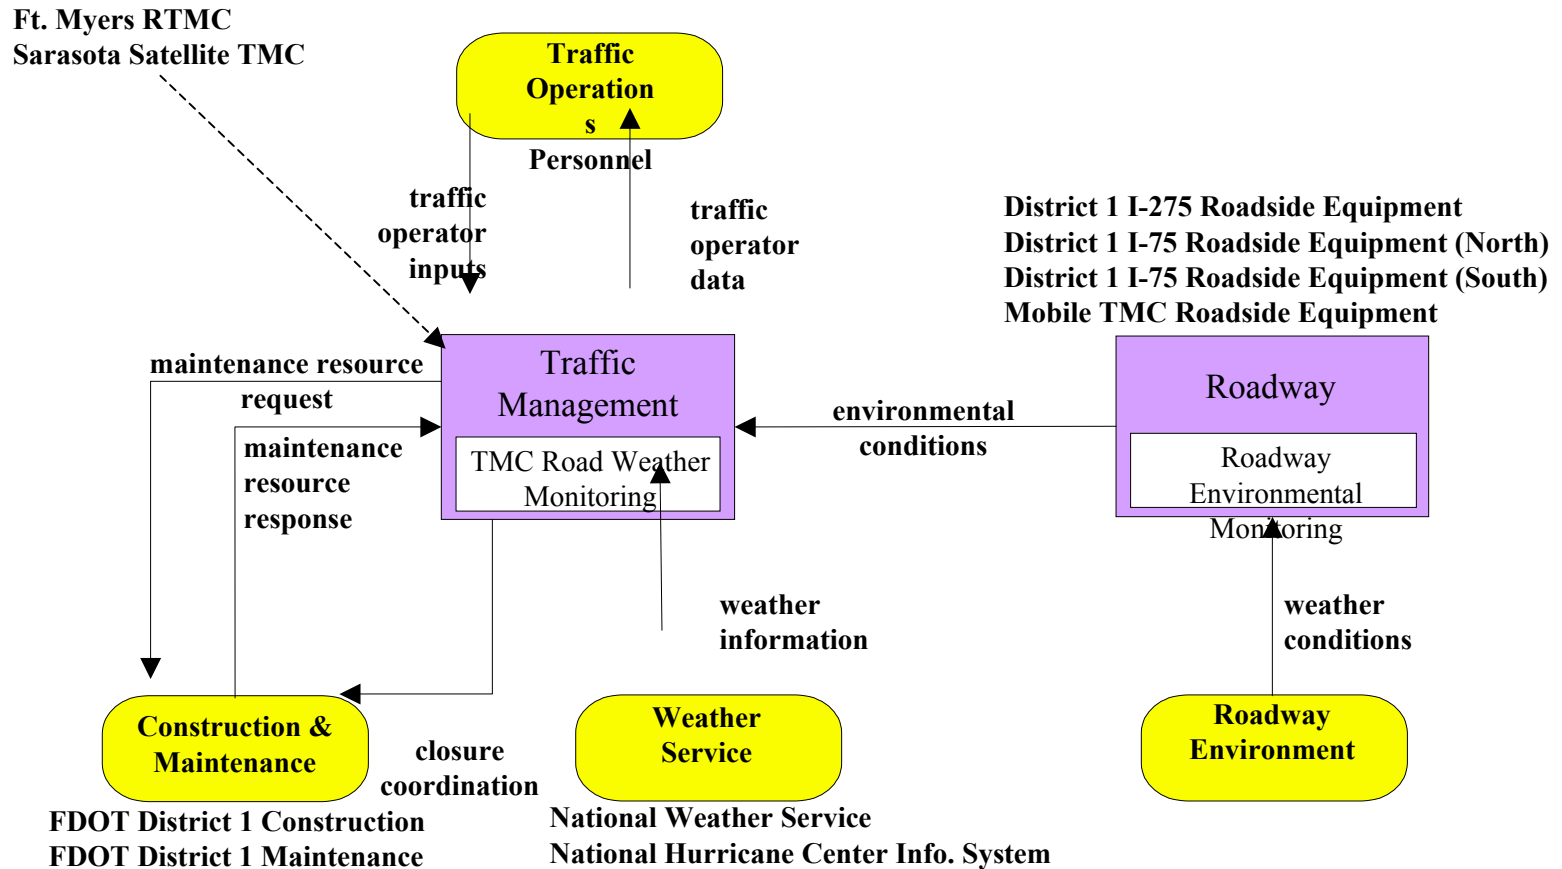 Ft. Myers RTMC
Sarasota Satellite TMC
Traffic
Operation
s
Personnel
traffic
operator
inputs
traffic
operator
data
District 1 I-275 Roadside Equipment
District 1 I-75 Roadside Equipment (North)
District 1 I-75 Roadside Equipment (South)
Mobile TMC Roadside Equipment
maintenance resource
request
maintenance
resource
response
Traffic
Management
TMC Road Weather
Monitoring
environmental
conditions
Roadway
Roadway
Environmental
Monitoring
weather
information
weather
conditions
Construction &
Maintenance
closure
coordination
Weather
Service
Roadway
Environment
FDOT District 1 Construction
FDOT District 1 Maintenance
National Weather Service
National Hurricane Center Info. System